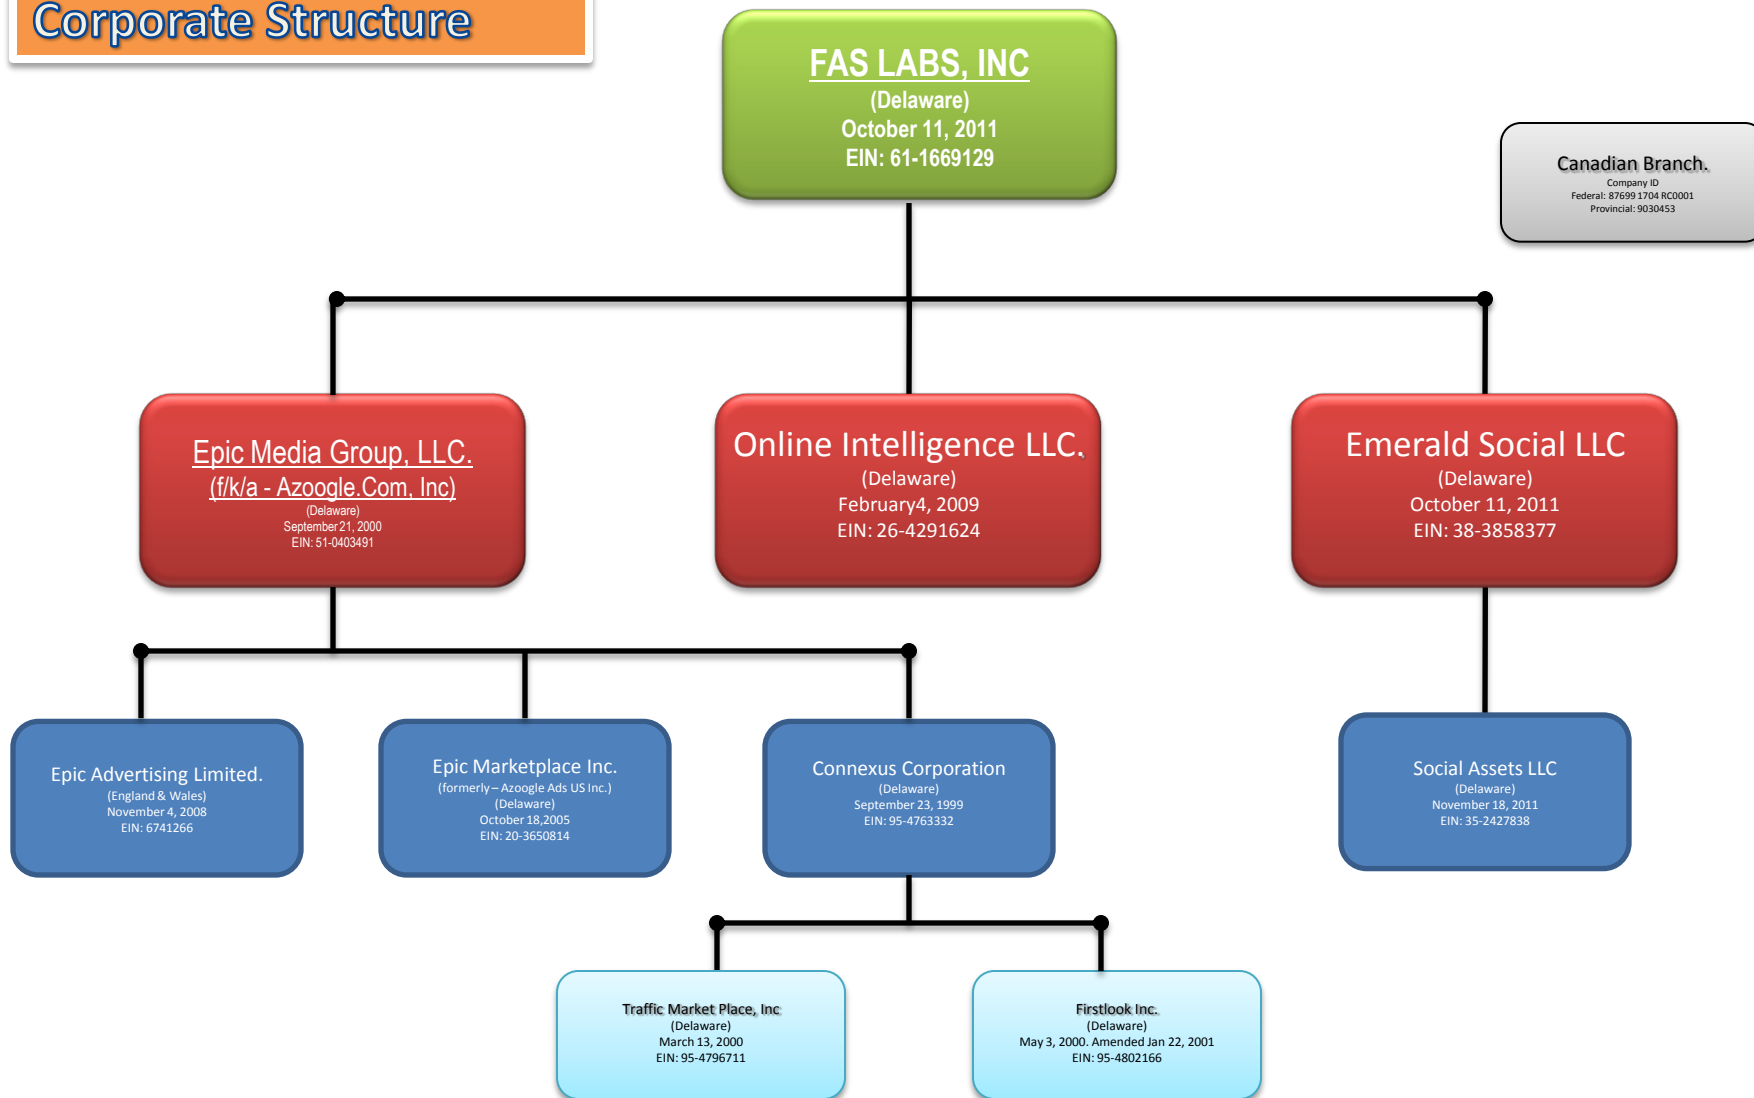 Corporate Structure
FAS LABS, INC
(Delaware)
October 11, 2011
EIN: 61-1669129
Canadian Branch.
Company ID
Federal: 87699 1704 RC0001
Provincial: 9030453
Epic Media Group, LLC.
(f/k/a - Azoogle.Com, Inc)
(Delaware)
September 21, 2000
EIN: 51-0403491
Online Intelligence LLC.
(Delaware)
February4, 2009
EIN: 26-4291624
Emerald Social LLC
(Delaware)
October 11, 2011
EIN: 38-3858377
Epic Advertising Limited.
(England & Wales)
November 4, 2008
EIN: 6741266
Epic Marketplace Inc.
(formerly – Azoogle Ads US Inc.)
(Delaware)
October 18,2005
EIN: 20-3650814
Connexus Corporation
(Delaware)
September 23, 1999
EIN: 95-4763332
Social Assets LLC
(Delaware)
November 18, 2011
EIN: 35-2427838
Traffic Market Place, Inc
(Delaware)
March 13, 2000
EIN: 95-4796711
Firstlook Inc.
(Delaware)
May 3, 2000. Amended Jan 22, 2001
EIN: 95-4802166